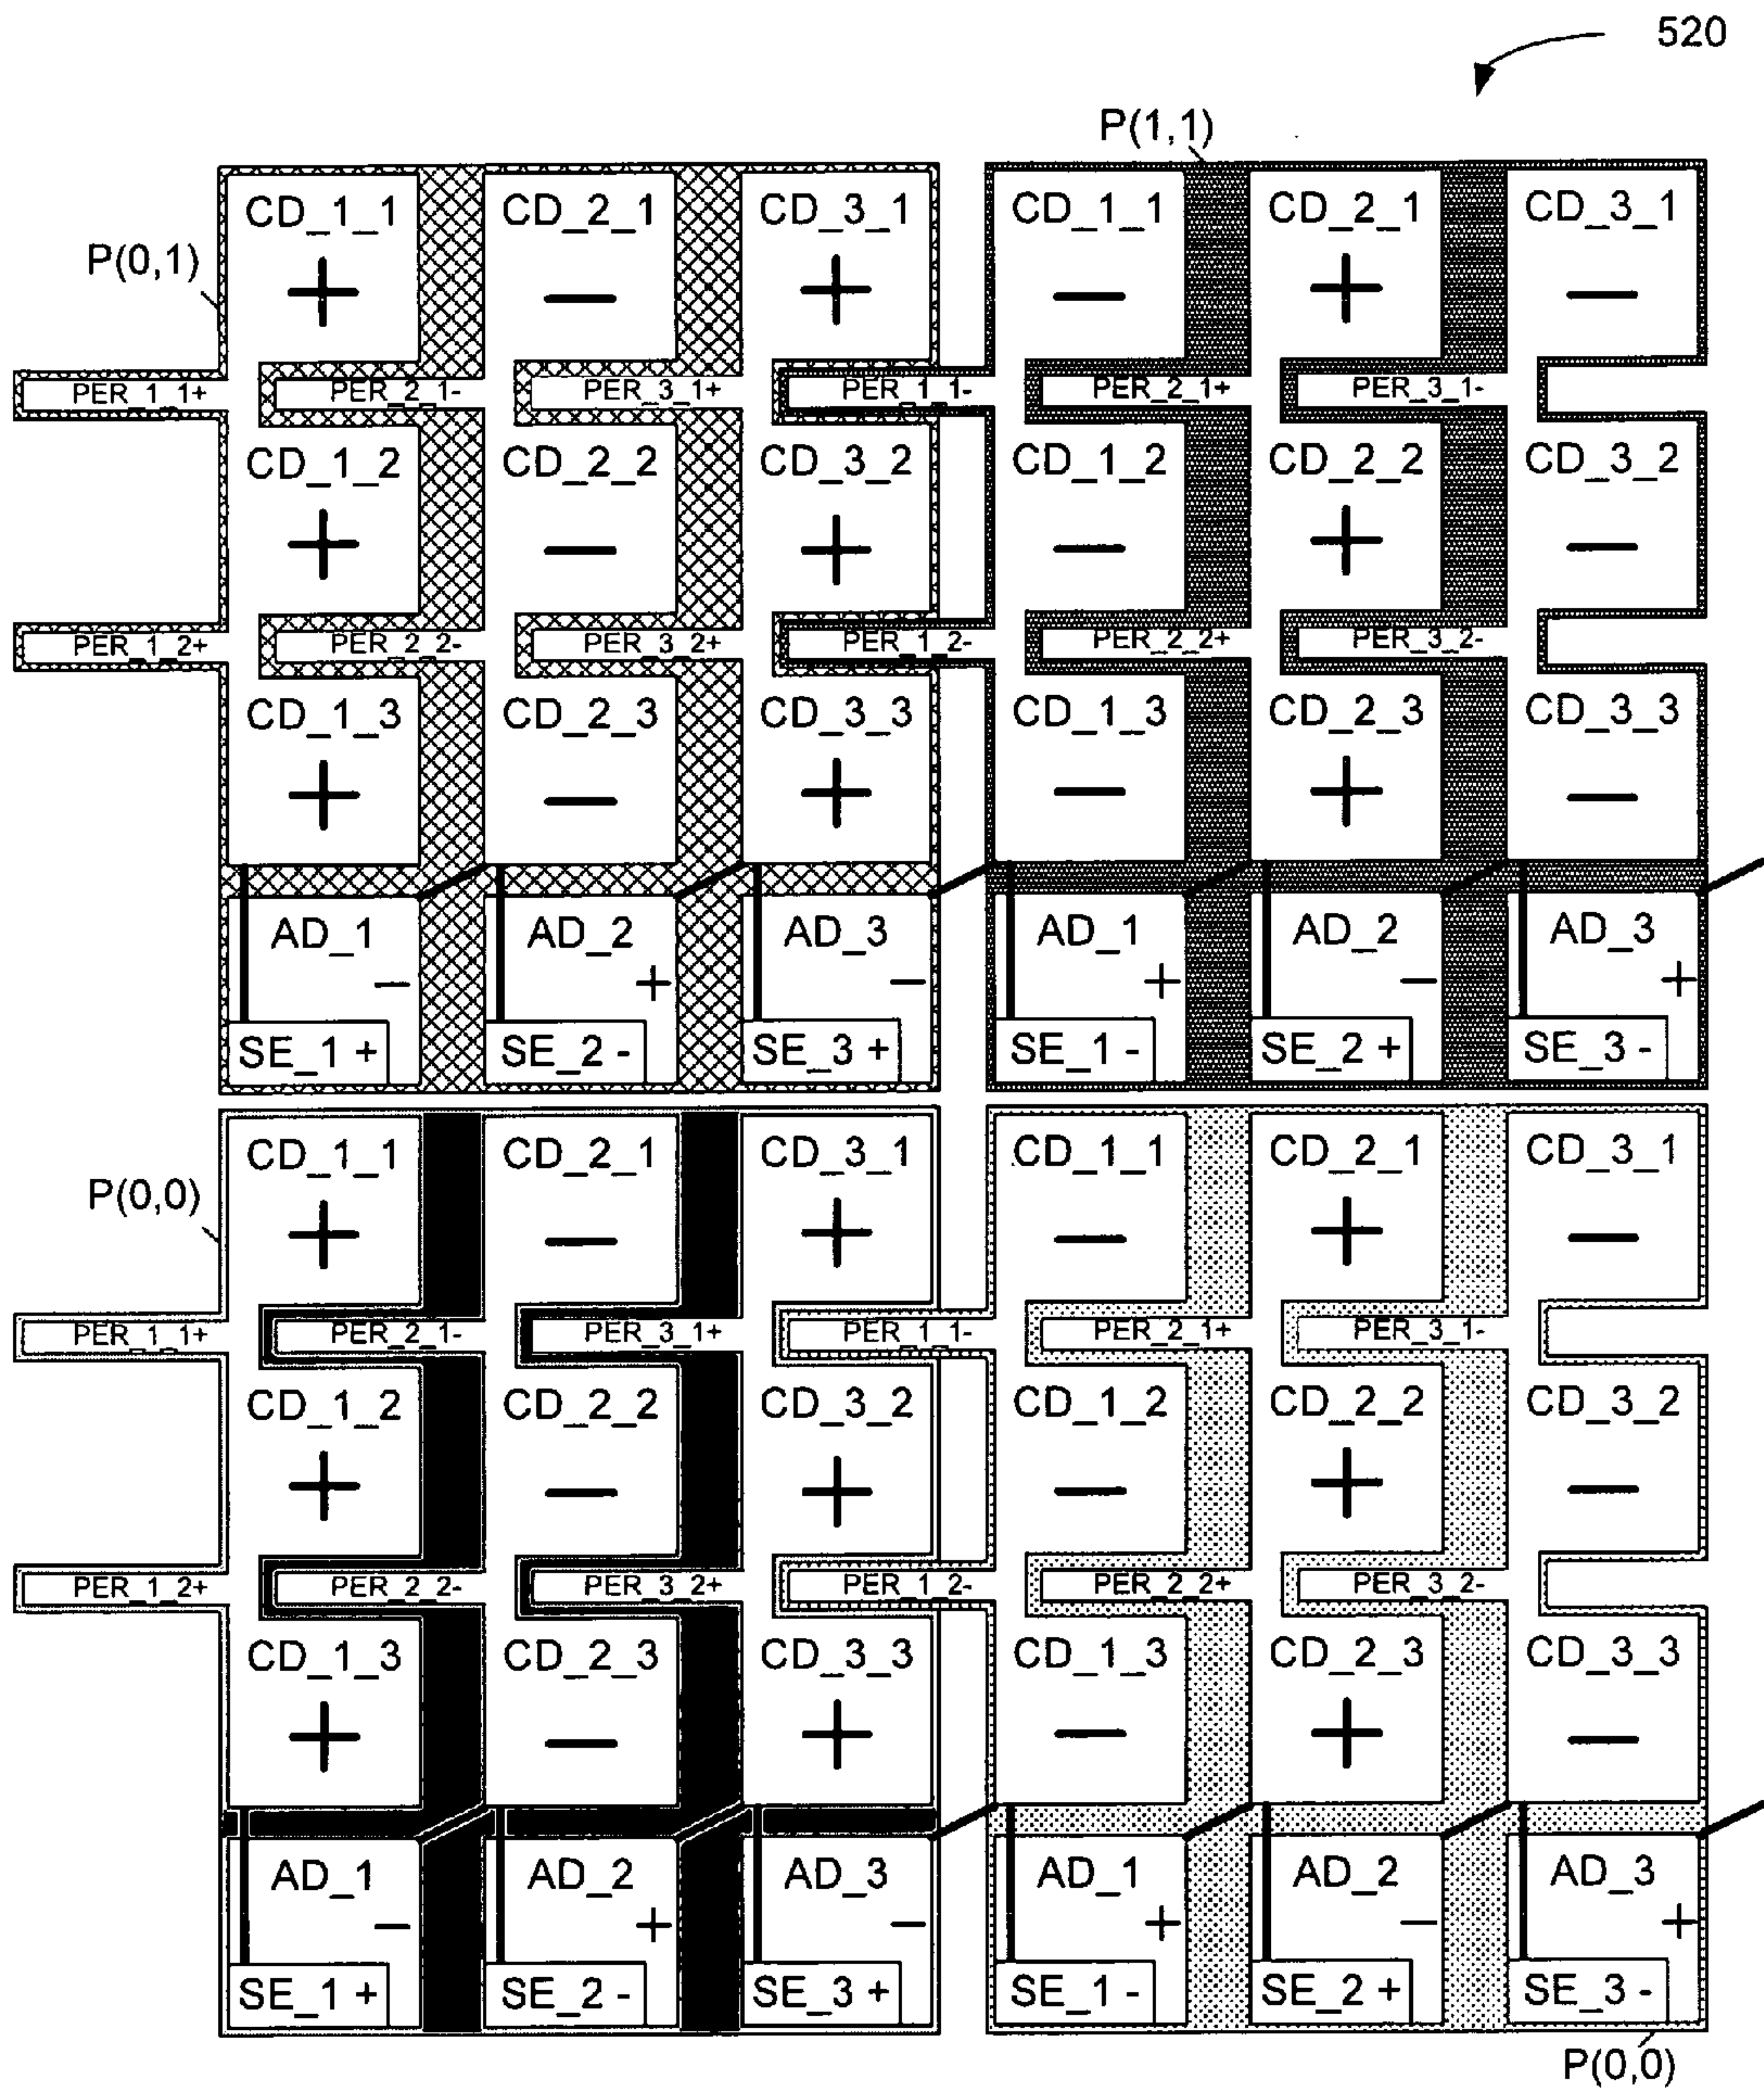 520
P(1,1)
CD_1_1 CD_2_1 CD_3_1 CD_1_1 CD_2_1 CD_3_1
P(0,1)
+ − + − + −
PER_1_1+ PER_2_1- PER_3_1+ PER_1_1- PER_2_1+ PER_3_1-
CD_1_2 CD_2_2 CD_3_2 CD_1_2 CD_2_2 CD_3_2
+ − + − + −
PER_1_2+ PER_2_2- PER_3_2+ PER_1_2- PER_2_2+ PER_3_2-
CD_1_3 CD_2_3 CD_3_3 CD_1_3 CD_2_3 CD_3_3
+ − + − + −
AD_1 AD_2 AD_3 AD_1 AD_2 AD_3
− + − + − +
SE_1 + SE_2 - SE_3 + SE_1 - SE_2 + SE_3 -
CD_1_1 CD_2_1 CD_3_1 CD_1_1 CD_2_1 CD_3_1
P(0,0)
+ − + − + −
PER_1_1+ PER_2_1- PER_3_1+ PER_1_1- PER_2_1+ PER_3_1-
CD_1_2 CD_2_2 CD_3_2 CD_1_2 CD_2_2 CD_3_2
+ − + − + −
PER_1_2+ PER_2_2- PER_3_2+ PER_1_2- PER_2_2+ PER_3_2-
CD_1_3 CD_2_3 CD_3_3 CD_1_3 CD_2_3 CD_3_3
+ − + − + −
AD_1 AD_2 AD_3 AD_1 AD_2 AD_3
− + − + − +
SE_1 + SE_2 - SE_3 + SE_1 - SE_2 + SE_3 -
P(0,0)